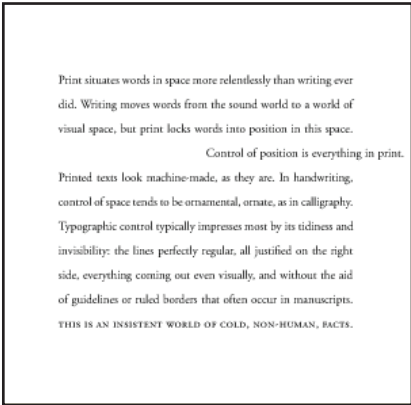 Print situates words in space more relentlessly than writing ever
did. Writing moves words from the sound world to a world of
visual space, but print locks words into position in this space.
Control of position is everything in print.
Printed texts look machine-made, as they are. In handwriting,
control of space tends to be ornamental, ornate, as in calligraphy.
Typographic control typically impresses most by its tidiness and
invisibility: the lines perfectly regular, all justified on the right
side, everything coming out even visually, and without the aid
of guidelines or ruled borders that often occur in manuscripts.
THIS IS AN INSISTENT WORLD OF COLD, NON-HUMAN, FACTS.